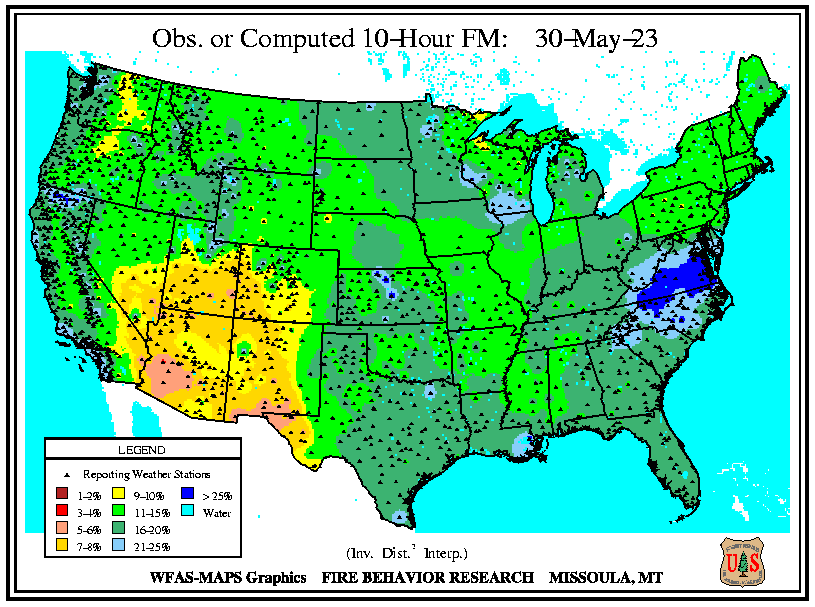 Obs. or Computed 10-Hour FM: 30-May-23
LEGEND
Reporting Weather Stations
1-2% 9-10% > 25%
3-4% 11-15% Water
5-6% 16-20%
7-8% 21-25%
(Inv. Dist.² Interp.)
WFAS-MAPS Graphics FIRE BEHAVIOR RESEARCH MISSOULA, MT
U S